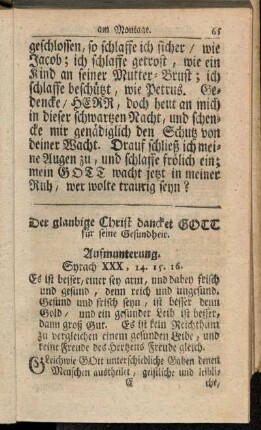 am Montage. 65
geschlossen, so schlaffe ich sicher / wie
Jacob; ich schlaffe getrost, wie ein
Kind an seiner Mutter-Brust; ich
schlaffe beschützt, wie Petrus. Ge-
dencke / HERR, doch heut an mich
in dieser schwartzen Nacht, und schen-
cke mir genädiglich den Schutz von
deiner Wacht. Drauf schließ ich mei-
ne Augen zu, und schlaffe frölich ein;
mein GOTT wacht jetzt in meiner
Ruh, wer wolte traurig seyn?
Der glaubige Christ dancket GOTT
für seine Gesundheit.
Aufmunterung.
Syrach XXX, 14. 15. 16.
Es ist besser, einer sey arm, und dabey frisch
und gesund, denn reich und ungesund.
Gesund und frisch seyn, ist besser denn
Gold, und ein gesunder Leib ist besser,
dann groß Gut. Es ist kein Reichthum
zu vergleichen einem gesunden Leibe, und
keine Freude des Hertzens Freude gleich.
Gleichwie GOtt unterschiedliche Gaben denen
Menschen austheilet, geistliche und leibli-
E che,